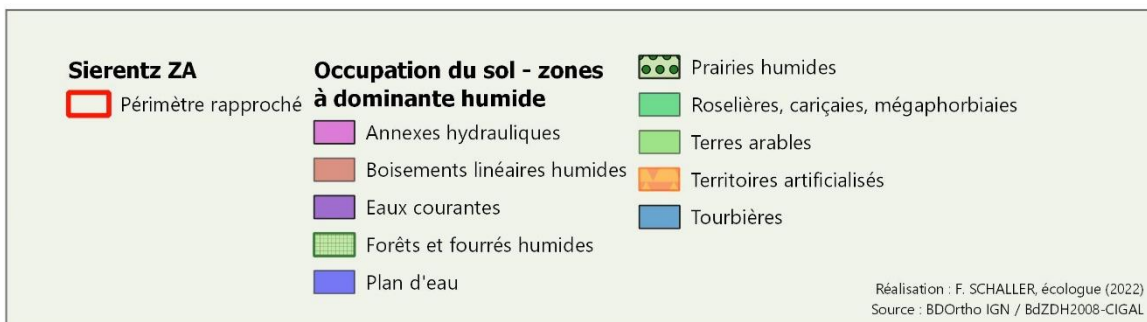 Sierentz ZA
Périmètre rapproché
Occupation du sol - zones
à dominante humide
Annexes hydrauliques
Boisements linéaires humides
Eaux courantes
Forêts et fourrés humides
Plan d'eau
Prairies humides
Roselières, cariçaies, mégaphorbiaies
Terres arables
Territoires artificialisés
Tourbières
Réalisation : F. SCHALLER, écologue (2022)
Source : BDOrtho IGN / BdZDH2008-CIGAL